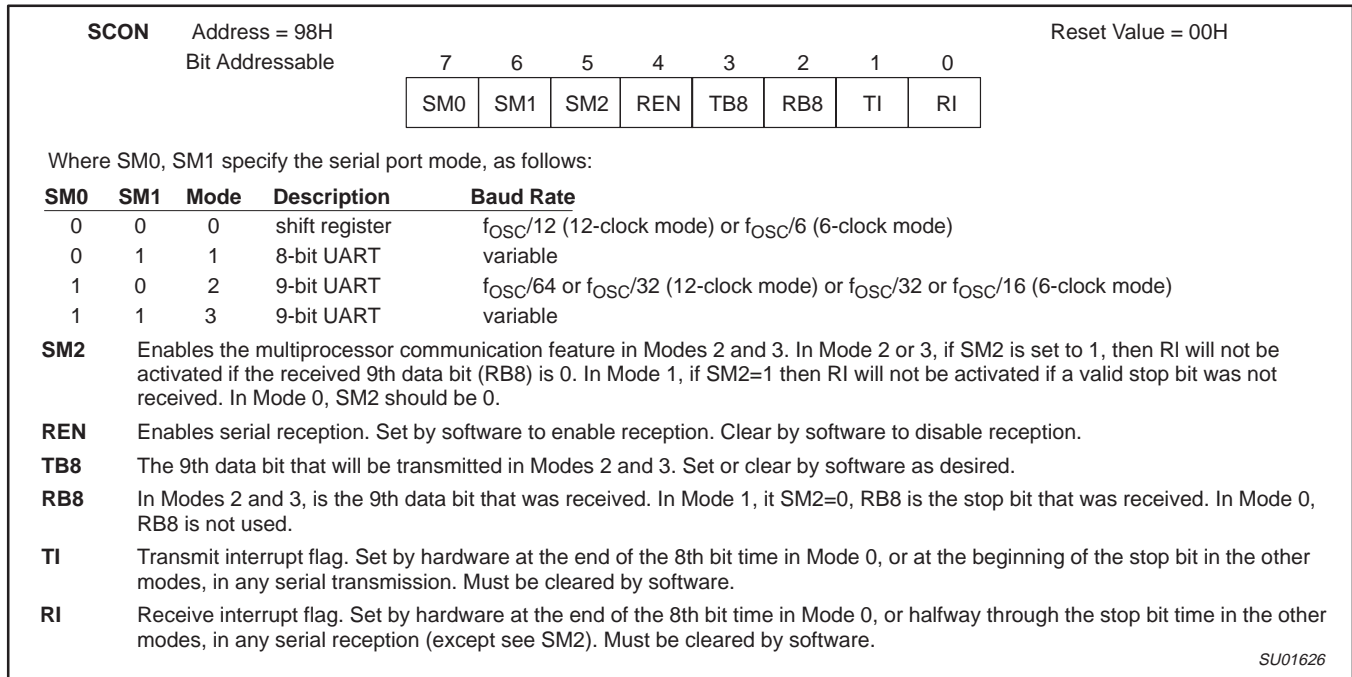 SCON Address = 98H Reset Value = 00H
Bit Addressable 7 6 5 4 3 2 1 0
SM0 SM1 SM2 REN TB8 RB8 TI RI
Where SM0, SM1 specify the serial port mode, as follows:
SM0 SM1 Mode Description Baud Rate
0 0 0 shift register fOSC/12 (12-clock mode) or fOSC/6 (6-clock mode)
0 1 1 8-bit UART variable
1 0 2 9-bit UART fOSC/64 or fOSC/32 (12-clock mode) or fOSC/32 or fOSC/16 (6-clock mode)
1 1 3 9-bit UART variable
SM2 Enables the multiprocessor communication feature in Modes 2 and 3. In Mode 2 or 3, if SM2 is set to 1, then Rl will not be
activated if the received 9th data bit (RB8) is 0. In Mode 1, if SM2=1 then RI will not be activated if a valid stop bit was not
received. In Mode 0, SM2 should be 0.
REN Enables serial reception. Set by software to enable reception. Clear by software to disable reception.
TB8 The 9th data bit that will be transmitted in Modes 2 and 3. Set or clear by software as desired.
RB8 In Modes 2 and 3, is the 9th data bit that was received. In Mode 1, it SM2=0, RB8 is the stop bit that was received. In Mode 0,
RB8 is not used.
TI Transmit interrupt flag. Set by hardware at the end of the 8th bit time in Mode 0, or at the beginning of the stop bit in the other
modes, in any serial transmission. Must be cleared by software.
RI Receive interrupt flag. Set by hardware at the end of the 8th bit time in Mode 0, or halfway through the stop bit time in the other
modes, in any serial reception (except see SM2). Must be cleared by software.
SU01626